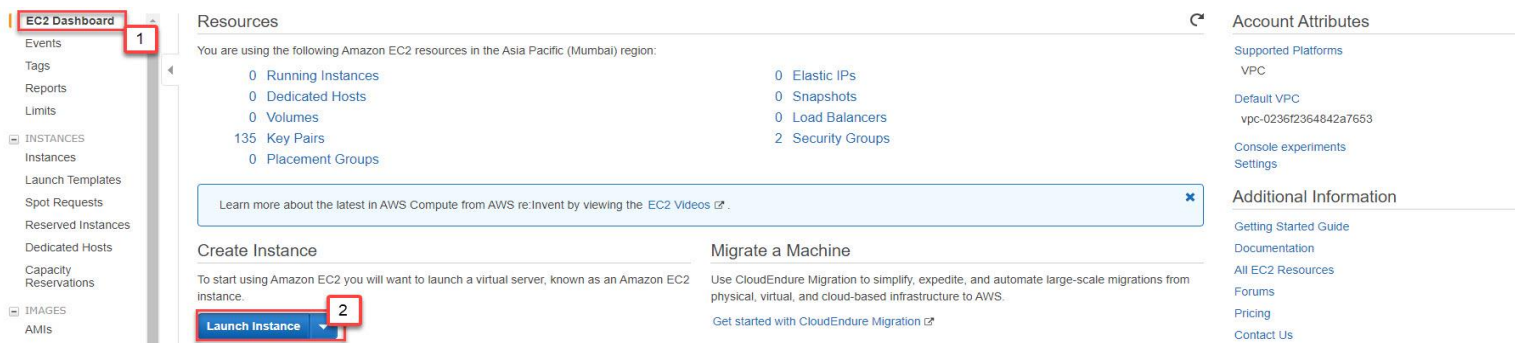 EC2 Dashboard
1
Events
Tags
Reports
Limits
INSTANCES
Instances
Launch Templates
Spot Requests
Reserved Instances
Dedicated Hosts
Capacity
Reservations
IMAGES
AMIs
Resources
You are using the following Amazon EC2 resources in the Asia Pacific (Mumbai) region:
0 Running Instances
0 Dedicated Hosts
0 Volumes
135 Key Pairs
0 Placement Groups
0 Elastic IPs
0 Snapshots
0 Load Balancers
2 Security Groups
Learn more about the latest in AWS Compute from AWS re:Invent by viewing the EC2 Videos .
Create Instance
To start using Amazon EC2 you will want to launch a virtual server, known as an Amazon EC2
instance.
2
Launch Instance
Migrate a Machine
Use CloudEndure Migration to simplify, expedite, and automate large-scale migrations from
physical, virtual, and cloud-based infrastructure to AWS.
Get started with CloudEndure Migration
Account Attributes
Supported Platforms
VPC
Default VPC
vpc-0236f2364842a7653
Console experiments
Settings
Additional Information
Getting Started Guide
Documentation
All EC2 Resources
Forums
Pricing
Contact Us